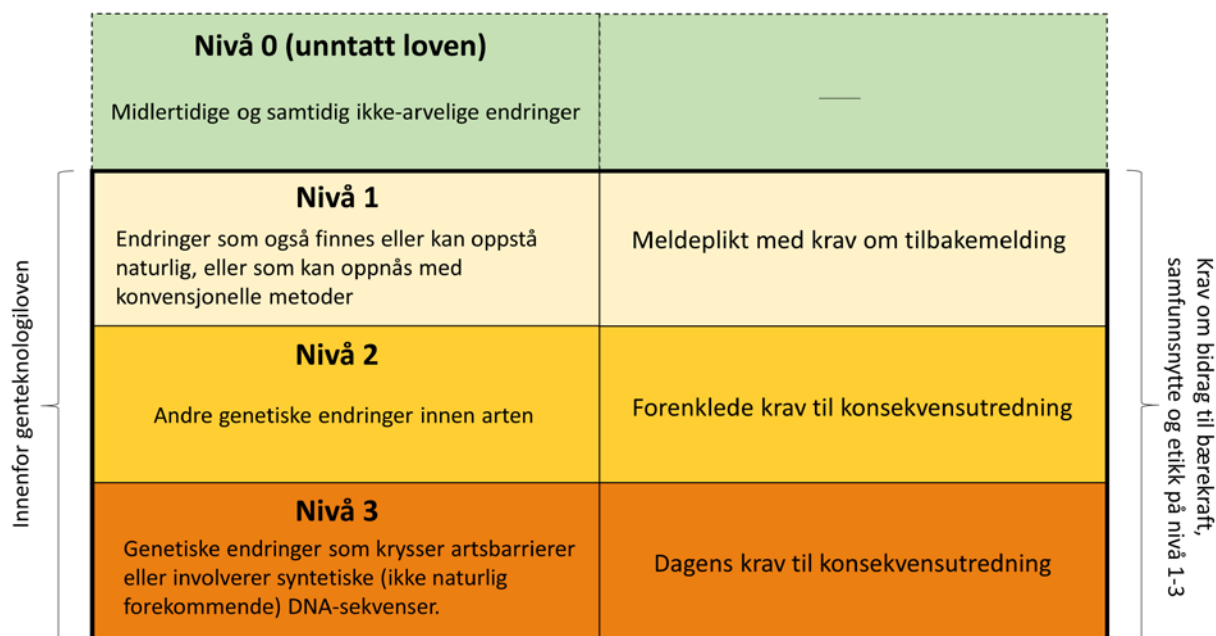 Nivå 0 (unntatt loven)
Midlertidige og samtidig ikke-arvelige endringer
Nivå 1
Endringer som også finnes eller kan oppstå
naturlig, eller som kan oppnås med
konvensjonelle metoder
Meldeplikt med krav om tilbakemelding
Nivå 2
Andre genetiske endringer innen arten
Forenklede krav til konsekvensutredning
Nivå 3
Genetiske endringer som krysser artsbarrierer
eller involverer syntetiske (ikke naturlig
forekommende) DNA-sekvenser.
Dagens krav til konsekvensutredning
Innenfor genteknologiloven
Krav om bidrag til bærekraft,
samfunnsnytte og etikk på nivå 1-3